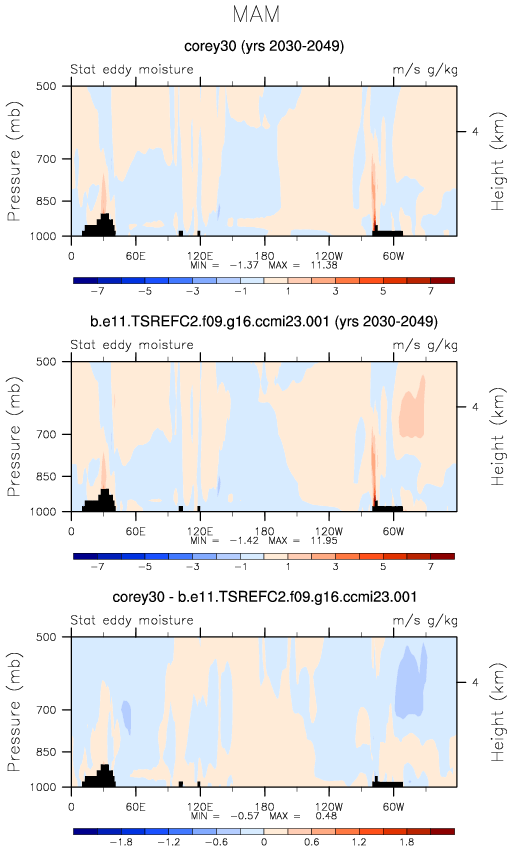 MAM
corey30 (yrs 2030-2049)
Stat eddy moisture m/s g/kg
500
700
850
1000
Pressure (mb)
4
Height (km)
0 60E 120E 180 120W 60W
MIN = -1.37 MAX = 11.38
-7 -5 -3 -1 1 3 5 7
b.e11.TSREFC2.f09.g16.ccmi23.001 (yrs 2030-2049)
Stat eddy moisture m/s g/kg
500
700
850
1000
Pressure (mb)
4
Height (km)
0 60E 120E 180 120W 60W
MIN = -1.42 MAX = 11.95
-7 -5 -3 -1 1 3 5 7
corey30 - b.e11.TSREFC2.f09.g16.ccmi23.001
Stat eddy moisture m/s g/kg
500
700
850
1000
Pressure (mb)
4
Height (km)
0 60E 120E 180 120W 60W
MIN = -0.57 MAX = 0.48
-1.8 -1.2 -0.6 0 0.6 1.2 1.8